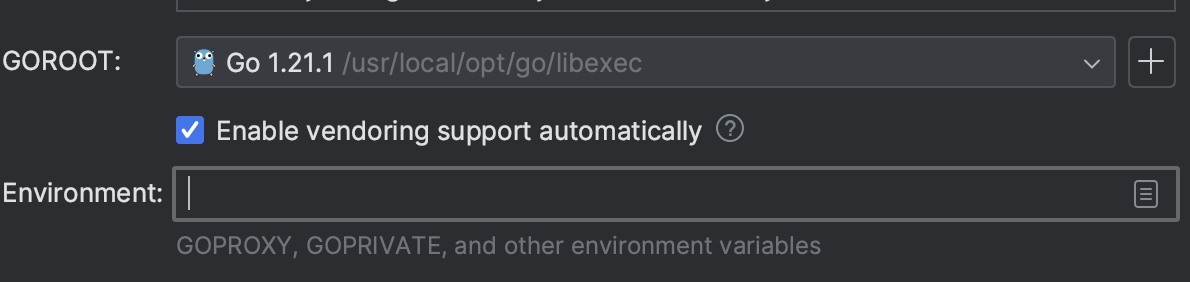 GOROOT:
Go 1.21.1 /usr/local/opt/go/libexec
Enable vendoring support automatically
Environment:
GOPROXY, GOPRIVATE, and other environment variables